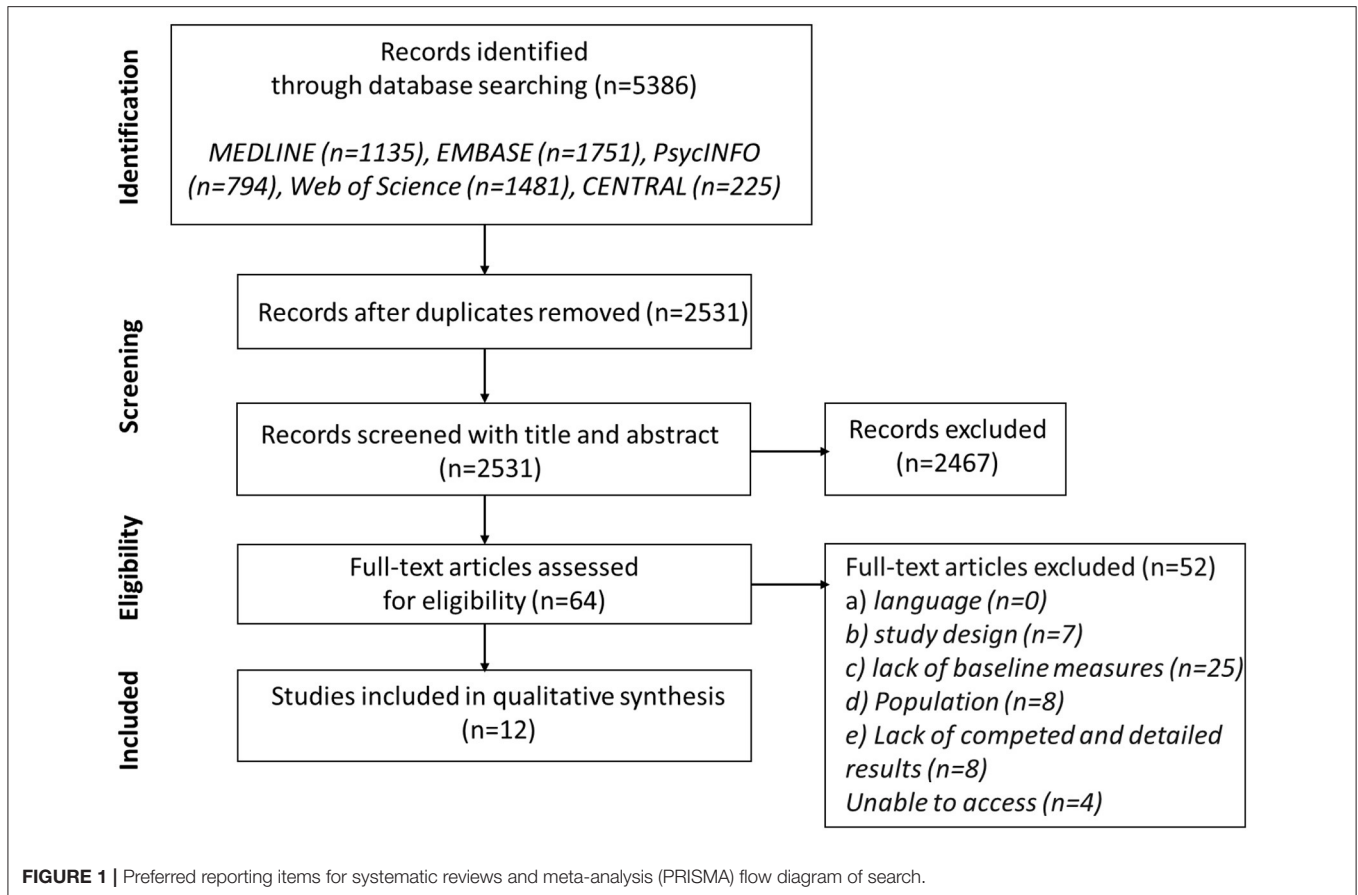 Identification
Records identified
through database searching (n=5386)
MEDLINE (n=1135), EMBASE (n=1751), PsycINFO
(n=794), Web of Science (n=1481), CENTRAL (n=225)
Screening
Records after duplicates removed (n=2531)
Records screened with title and abstract
(n=2531)
Records excluded
(n=2467)
Eligibility
Full-text articles assessed
for eligibility (n=64)
Full-text articles excluded (n=52)
a) language (n=0)
b) study design (n=7)
c) lack of baseline measures (n=25)
d) Population (n=8)
e) Lack of competed and detailed
results (n=8)
Unable to access (n=4)
Included
Studies included in qualitative synthesis
(n=12)
FIGURE 1 | Preferred reporting items for systematic reviews and meta-analysis (PRISMA) flow diagram of search.